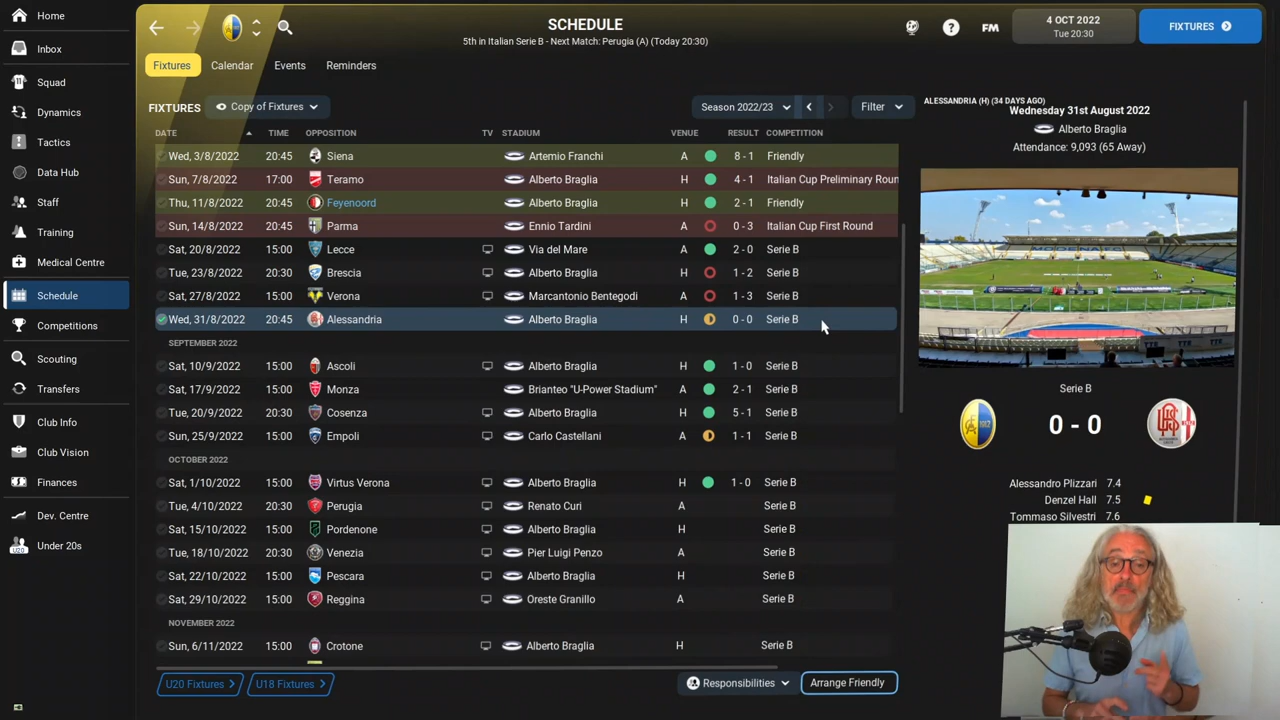 Home
Inbox
Squad
Dynamics
Tactics
Data Hub
Staff
Training
Medical Centre
Schedule
Competitions
Scouting
Transfers
Club Info
Club Vision
Finances
Dev. Centre
Under 20s
SCHEDULE
5th in Italian Serie B - Next Match: Perugia (A) (Today 20:30)
FM
4 OCT 2022
Tue 20:30
FIXTURES
Fixtures Calendar Events Reminders
FIXTURES Copy of Fixtures Season 2022/23 Filter
DATE TIME OPPOSITION TV STADIUM VENUE RESULT COMPETITION
Wed, 3/8/2022 20:45 Siena Artemio Franchi A 8 - 1 Friendly
Sun, 7/8/2022 17:00 Teramo Alberto Braglia H 4 - 1 Italian Cup Preliminary Roun
Thu, 11/8/2022 20:45 Feyenoord Alberto Braglia H 2 - 1 Friendly
Sun, 14/8/2022 20:45 Parma Ennio Tardini A 0 - 3 Italian Cup First Round
Sat, 20/8/2022 15:00 Lecce Via del Mare A 2 - 0 Serie B
Tue, 23/8/2022 20:30 Brescia Alberto Braglia H 1 - 2 Serie B
Sat, 27/8/2022 15:00 Verona Marcantonio Bentegodi A 1 - 3 Serie B
Wed, 31/8/2022 20:45 Alessandria Alberto Braglia H 0 - 0 Serie B
SEPTEMBER 2022
Sat, 10/9/2022 15:00 Ascoli Alberto Braglia H 1 - 0 Serie B
Sat, 17/9/2022 15:00 Monza Brianteo "U-Power Stadium" A 2 - 1 Serie B
Tue, 20/9/2022 20:30 Cosenza Alberto Braglia H 5 - 1 Serie B
Sun, 25/9/2022 15:00 Empoli Carlo Castellani A 1 - 1 Serie B
OCTOBER 2022
Sat, 1/10/2022 15:00 Virtus Verona Alberto Braglia H 1 - 0 Serie B
Tue, 4/10/2022 20:30 Perugia Renato Curi A Serie B
Sat, 15/10/2022 15:00 Pordenone Alberto Braglia H Serie B
Tue, 18/10/2022 20:30 Venezia Pier Luigi Penzo A Serie B
Sat, 22/10/2022 15:00 Pescara Alberto Braglia H Serie B
Sat, 29/10/2022 15:00 Reggina Oreste Granillo A Serie B
NOVEMBER 2022
Sun, 6/11/2022 15:00 Crotone Alberto Braglia H Serie B
U20 Fixtures U18 Fixtures Responsibilities Arrange Friendly
ALESSANDRIA (H) (34 DAYS AGO)
Wednesday 31st August 2022
Alberto Braglia
Attendance: 9,093 (65 Away)
Serie B
0 - 0
Alessandro Plizzari 7.4
Denzel Hall 7.5
Tommaso Silvestri 7.6